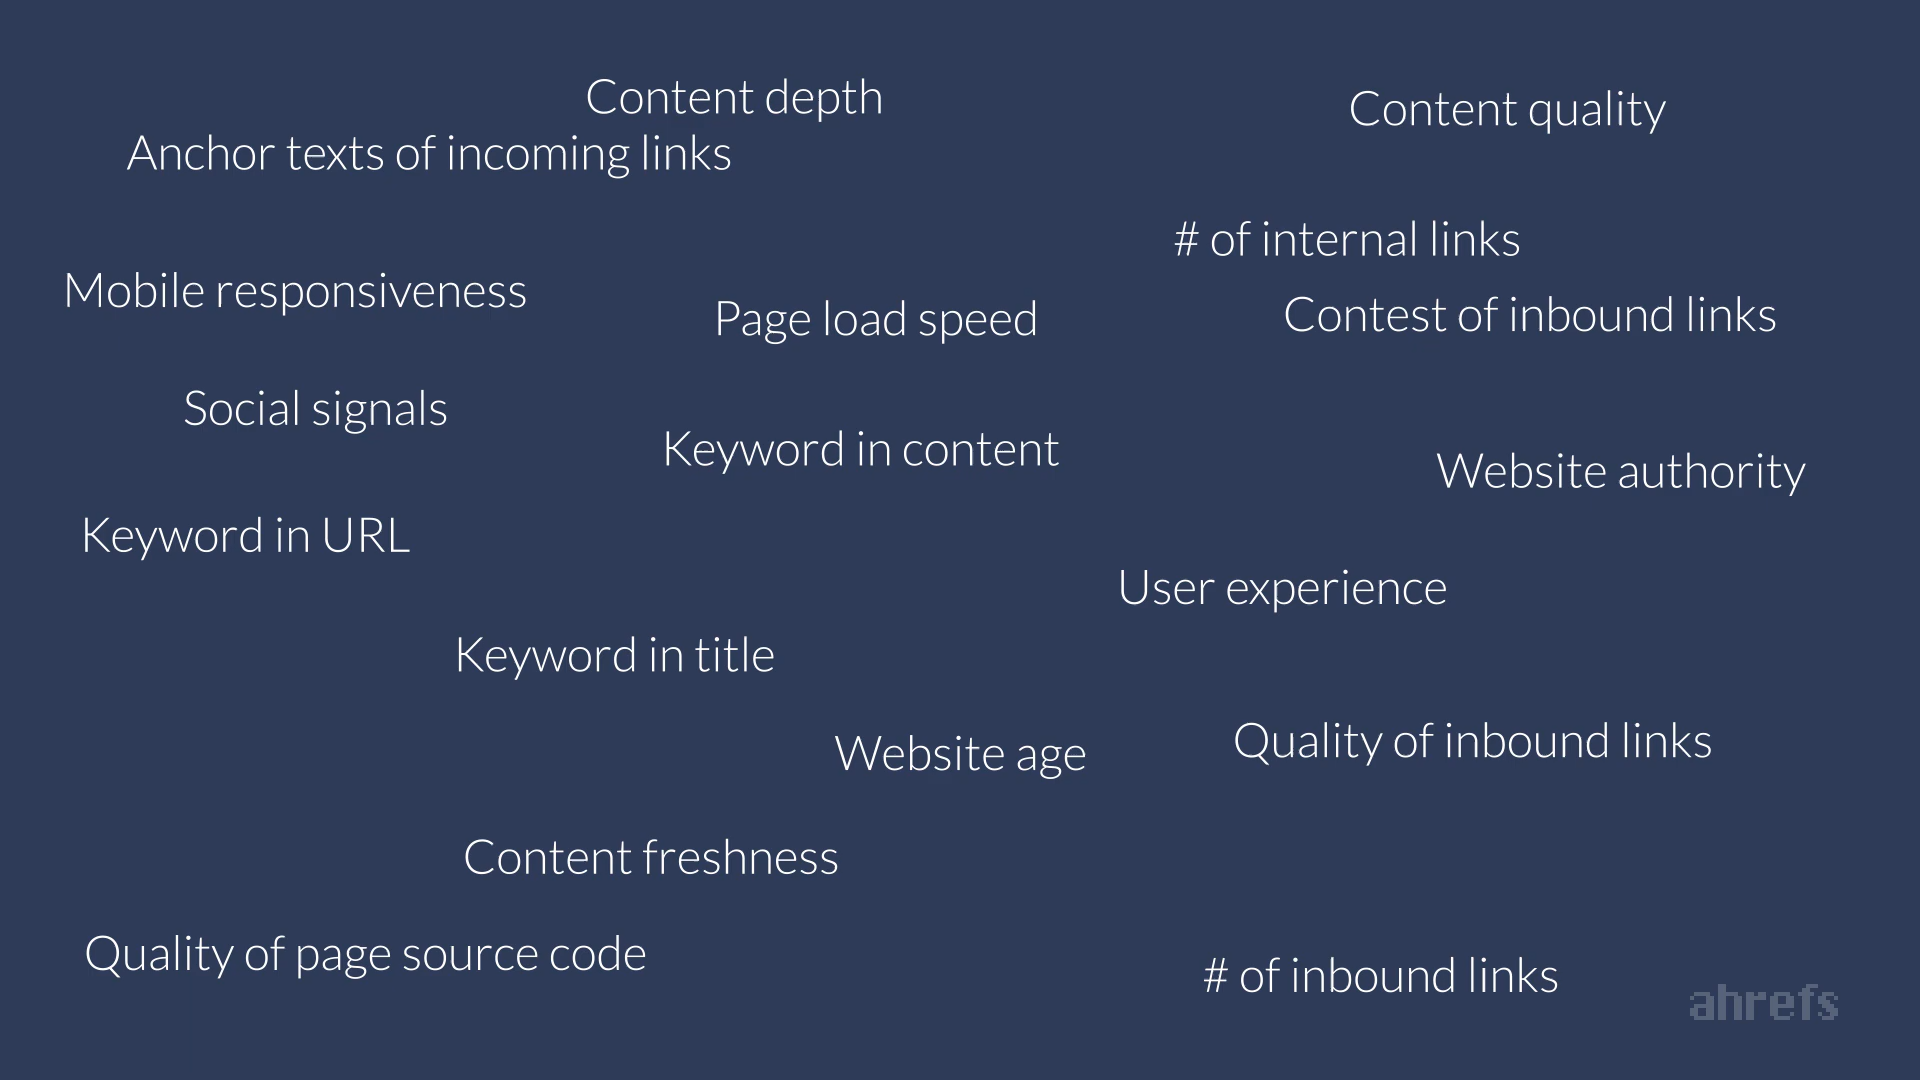 Content depth
Content quality
Anchor texts of incoming links
# of internal links
Mobile responsiveness
Page load speed
Contest of inbound links
Social signals
Keyword in content
Website authority
Keyword in URL
User experience
Keyword in title
Website age
Quality of inbound links
Content freshness
Quality of page source code
# of inbound links
ahrefs